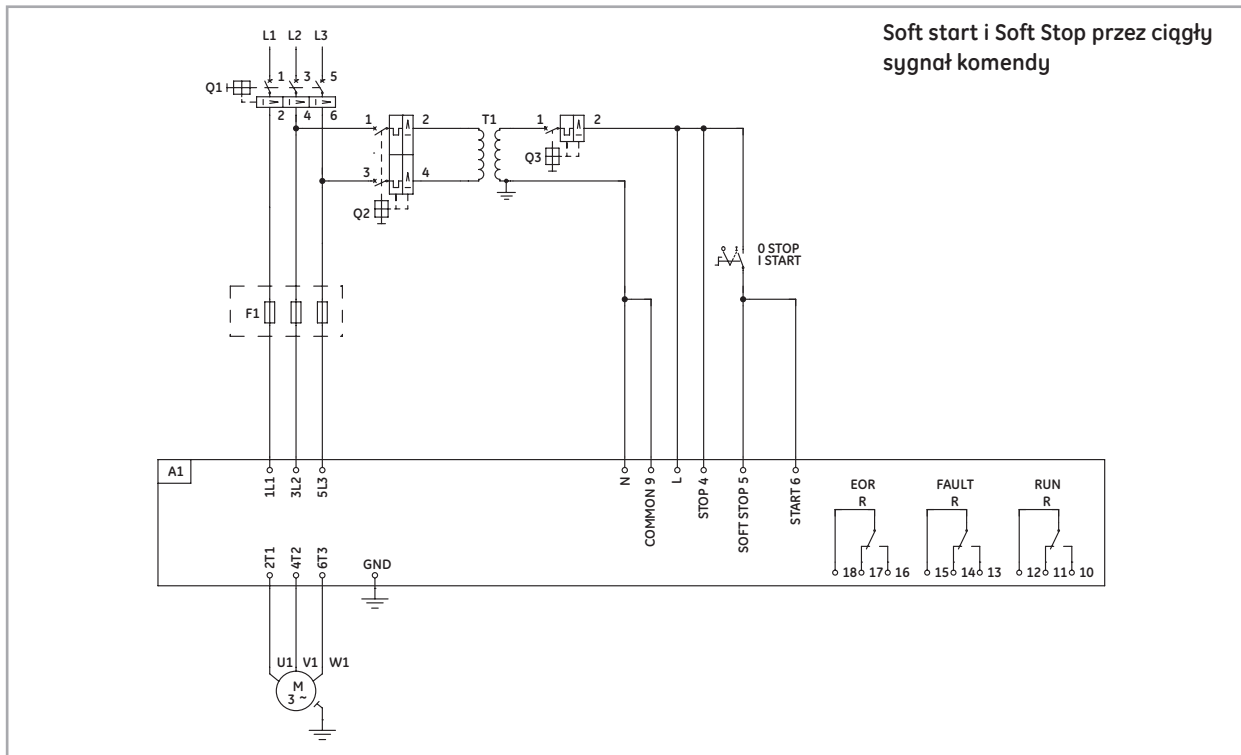 Soft start i Soft Stop przez ciągły
sygnał komendy
L1 L2 L3
Q1 1 3 5
2 4 6
1 2 T1 1 2
Q3
3 4
Q2
0 STOP
I START
F1
A1
1L1 3L2 5L3 N COMMON 9 L STOP 4 SOFT STOP 5 START 6
EOR FAULT RUN
R R R
2T1 4T2 6T3 GND
18 17 16 15 14 13 12 11 10
U1 V1 W1
M
3 ~